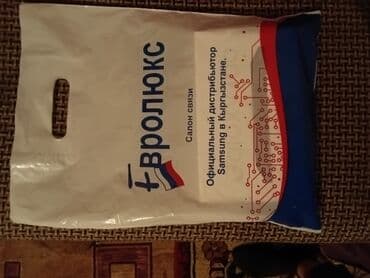 Евролюкс
Салон связи
Официальный дистрибьютор
Samsung в Кыргызстане.